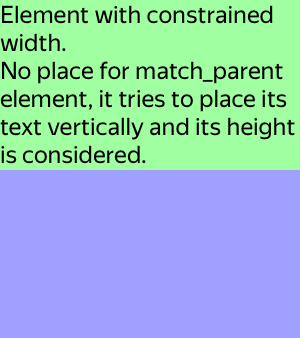 Element with constrained
width.
No place for match_parent
element, it tries to place its
text vertically and its height
is considered.